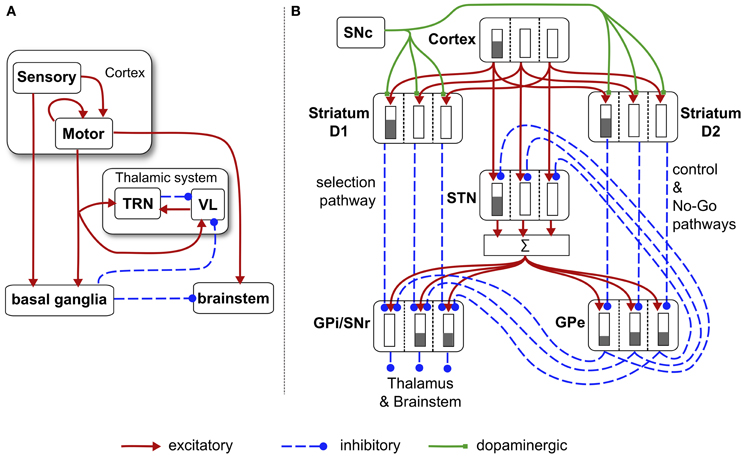 A
Sensory
Cortex
Motor
Thalamic system
TRN
VL
basal ganglia
brainstem
B
SNc
Cortex
Striatum
D1
Striatum
D2
selection
pathway
STN
control
&
No-Go
pathways
Σ
GPi/SNr
GPe
Thalamus
& Brainstem
excitatory
inhibitory
dopaminergic